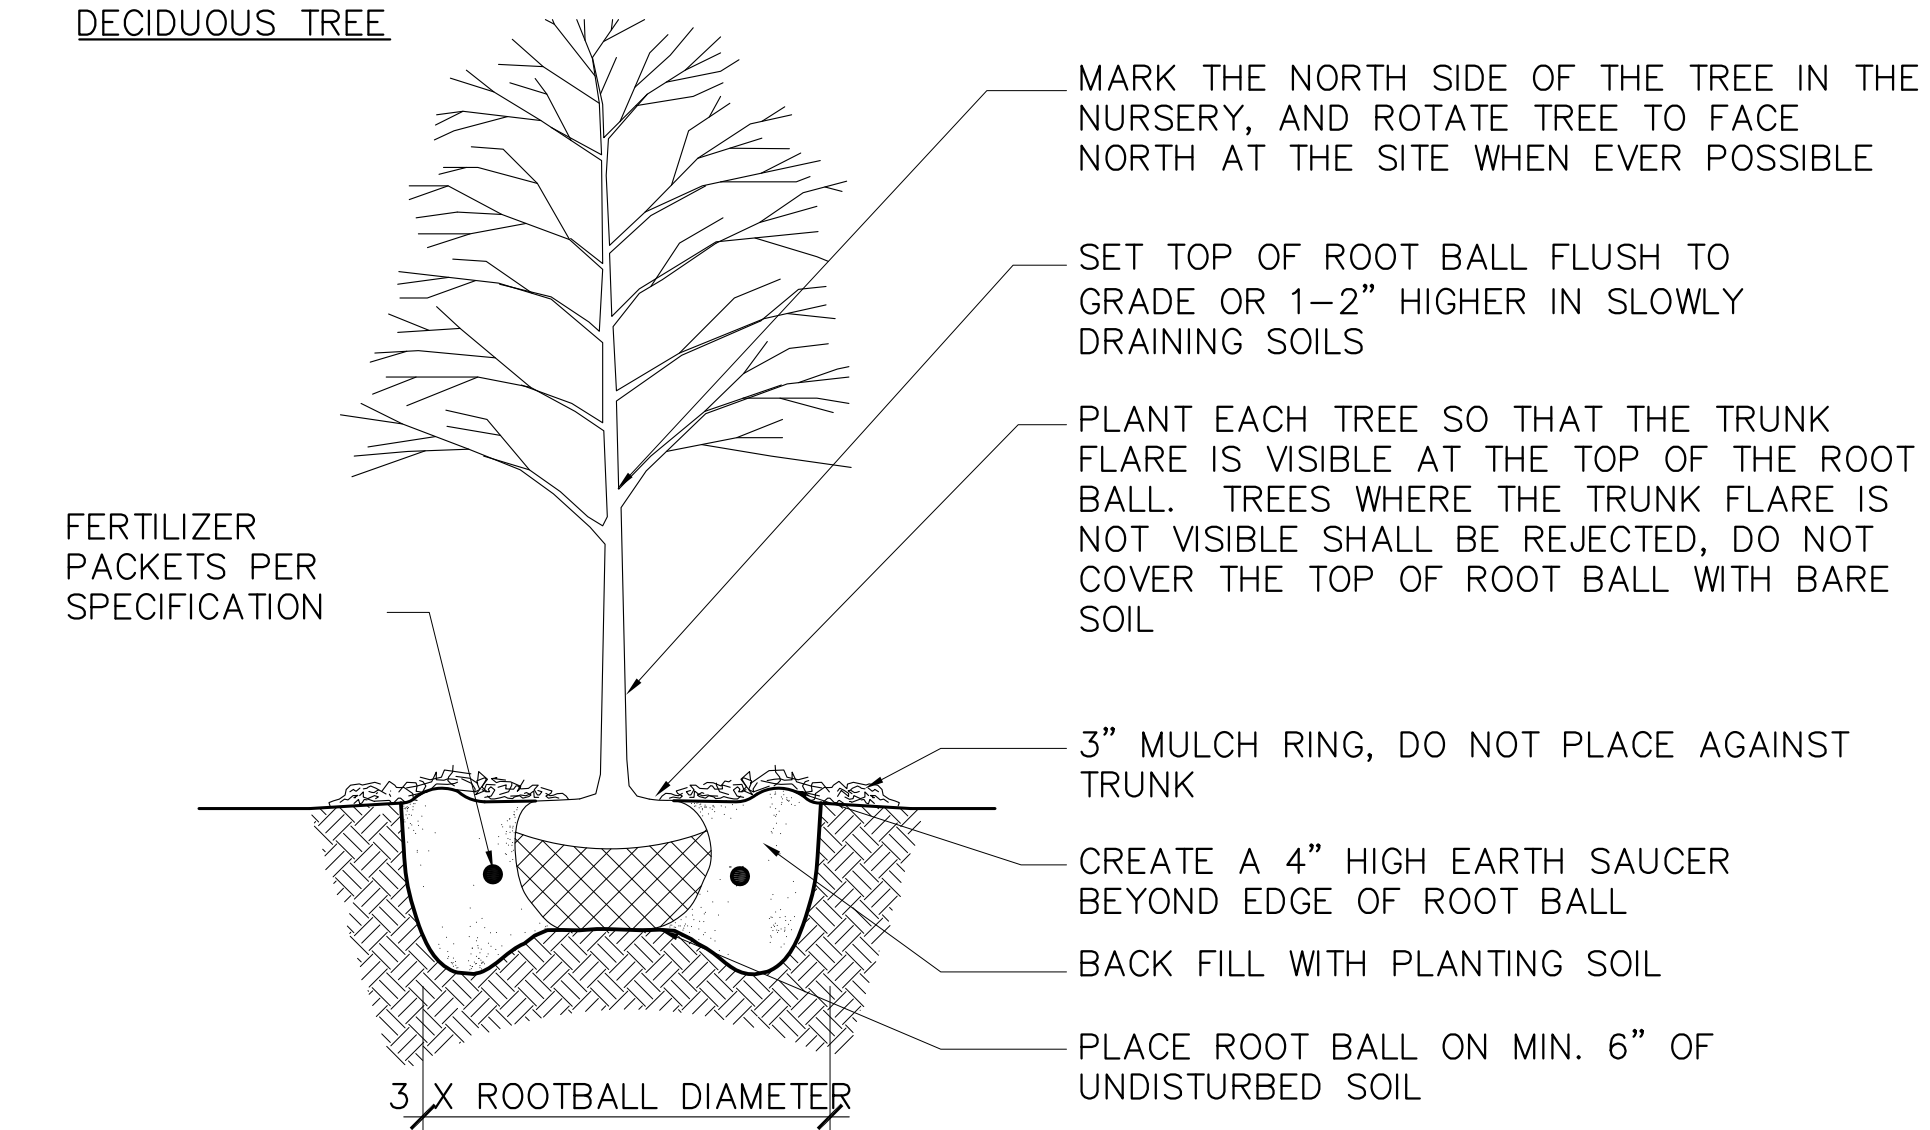 DECIDUOUS TREE
MARK THE NORTH SIDE OF THE TREE IN THE
NURSERY, AND ROTATE TREE TO FACE
NORTH AT THE SITE WHEN EVER POSSIBLE
SET TOP OF ROOT BALL FLUSH TO
GRADE OR 1-2" HIGHER IN SLOWLY
DRAINING SOILS
PLANT EACH TREE SO THAT THE TRUNK
FLARE IS VISIBLE AT THE TOP OF THE ROOT
BALL. TREES WHERE THE TRUNK FLARE IS
NOT VISIBLE SHALL BE REJECTED, DO NOT
COVER THE TOP OF ROOT BALL WITH BARE
SOIL
FERTILIZER
PACKETS PER
SPECIFICATION
3" MULCH RING, DO NOT PLACE AGAINST
TRUNK
CREATE A 4" HIGH EARTH SAUCER
BEYOND EDGE OF ROOT BALL
BACK FILL WITH PLANTING SOIL
PLACE ROOT BALL ON MIN. 6" OF
UNDISTURBED SOIL
3 X ROOTBALL DIAMETER